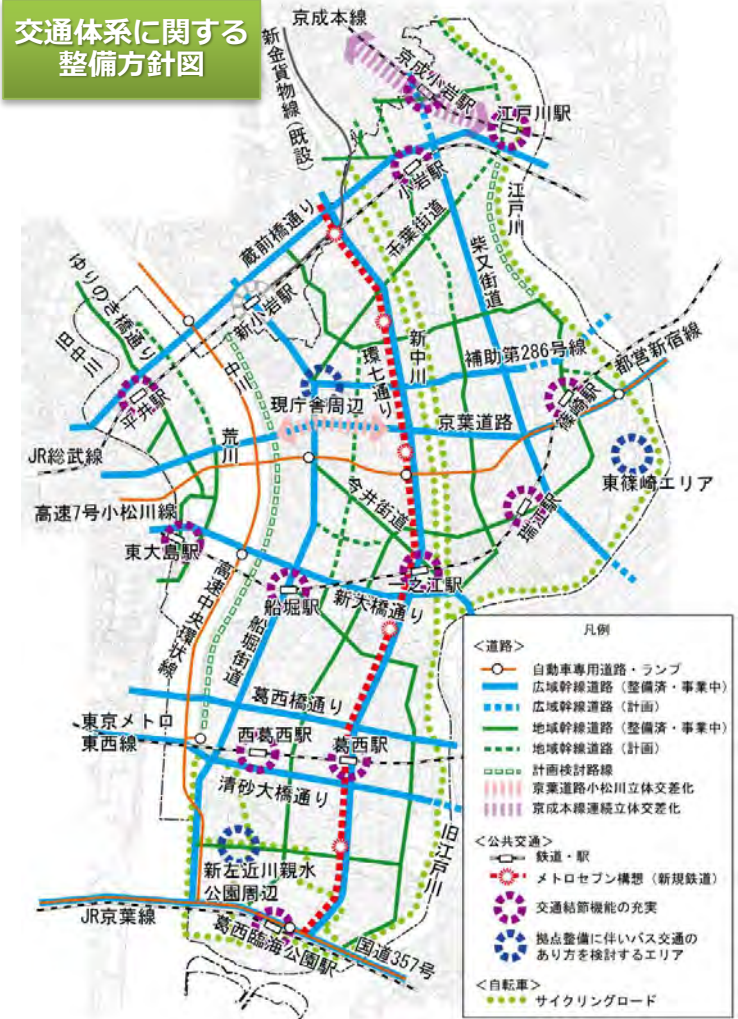 交通体系に関する
整備方針図
京成本線
新金貨物線(既設)
京成小岩駅
江戸川駅
小岩駅
江戸川
蔵前橋通り
千葉街道
柴又街道
ゆりのき橋通り
新小岩駅
旧中川
中川
環七通り
新中川
補助第286号線
都営新宿線
平井駅
現庁舎周辺
篠崎駅
荒川
京葉道路
JR総武線
東篠崎エリア
高速7号小松川線
今井街道
瑞江駅
東大島駅
一之江駅
船堀駅
新大橋通り
高速中央環状線
船堀街道
葛西橋通り
東京メトロ
東西線
西葛西駅
葛西駅
清砂大橋通り
旧江戸川
新左近川親水
公園周辺
JR京葉線
葛西臨海公園駅
国道357号
凡例
<道路>
自動車専用道路・ランプ
広域幹線道路(整備済・事業中)
広域幹線道路(計画)
地域幹線道路(整備済・事業中)
地域幹線道路(計画)
計画検討路線
京葉道路小松川立体交差化
京成本線連続立体交差化
<公共交通>
鉄道・駅
メトロセブン構想(新規鉄道)
交通結節機能の充実
拠点整備に伴いバス交通の
あり方を検討するエリア
<自転車>
サイクリングロード